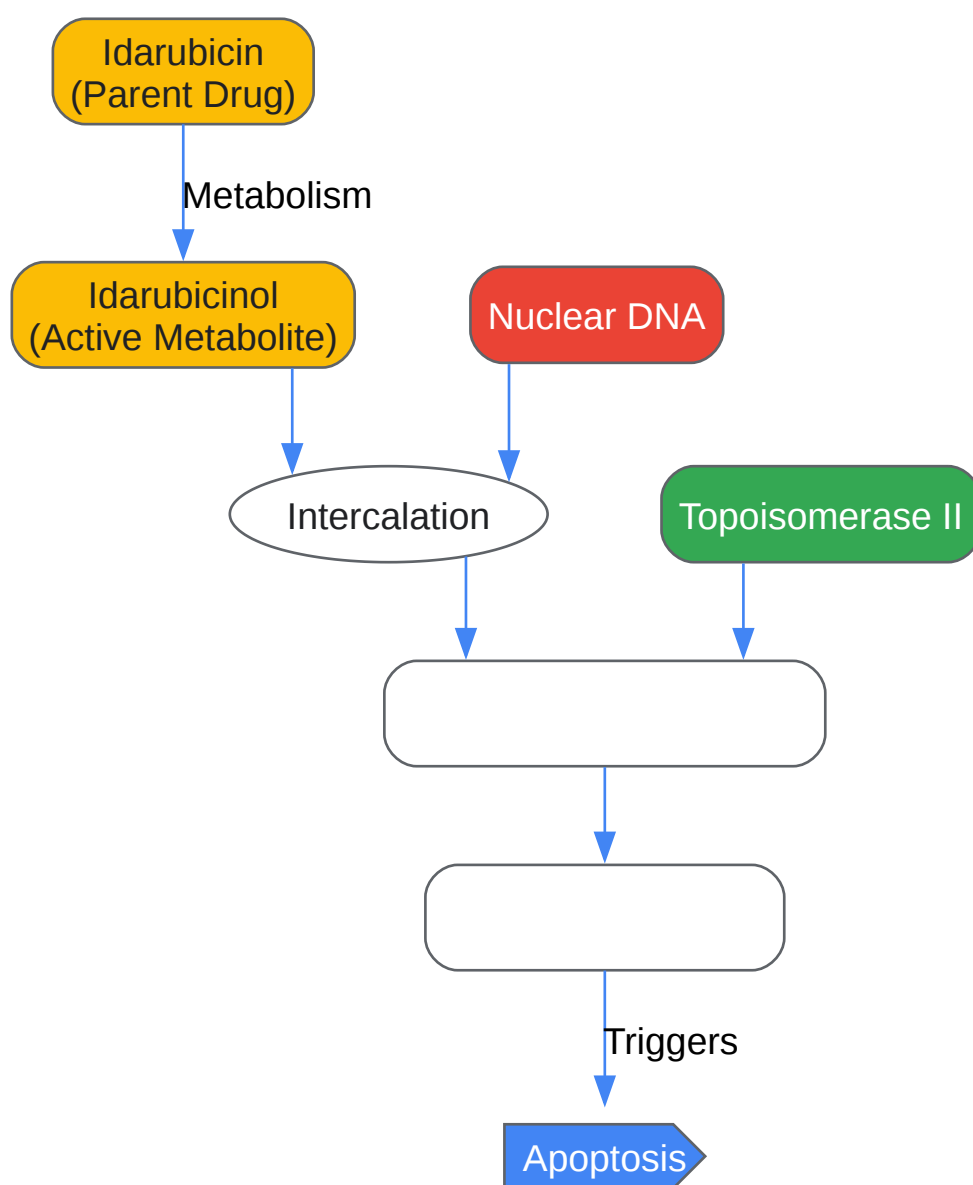 Idarubicin
(Parent Drug)
Metabolism
Idarubicinol
(Active Metabolite)
Nuclear DNA
Intercalation
Topoisomerase II
Triggers
Apoptosis